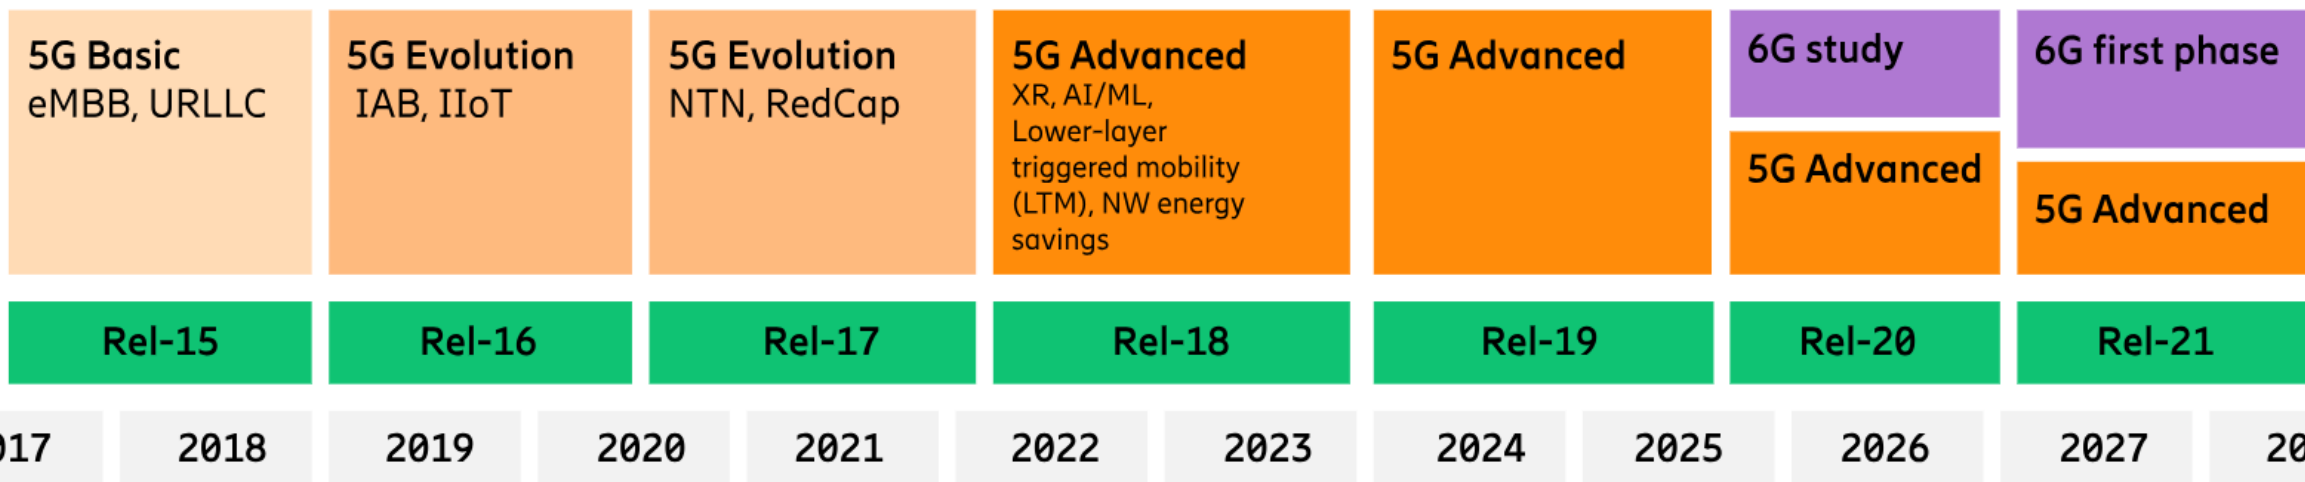 5G Basic
eMBB, URLLC
5G Evolution
IAB, IIoT
5G Evolution
NTN, RedCap
5G Advanced
XR, AI/ML,
Lower-layer
triggered mobility
(LTM), NW energy
savings
5G Advanced
6G study
5G Advanced
6G first phase
5G Advanced
Rel-15
Rel-16
Rel-17
Rel-18
Rel-19
Rel-20
Rel-21
017
2018
2019
2020
2021
2022
2023
2024
2025
2026
2027
20